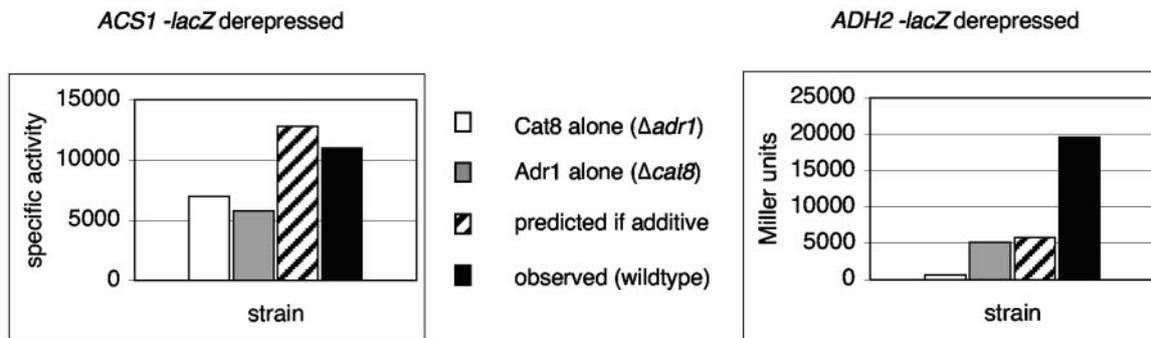 ACS1 -lacZ derepressed
15000
10000
5000
0
specific activity
strain
Cat8 alone (Δadr1)
Adr1 alone (Δcat8)
predicted if additive
observed (wildtype)
ADH2 -lacZ derepressed
25000
20000
15000
10000
5000
0
Miller units
strain